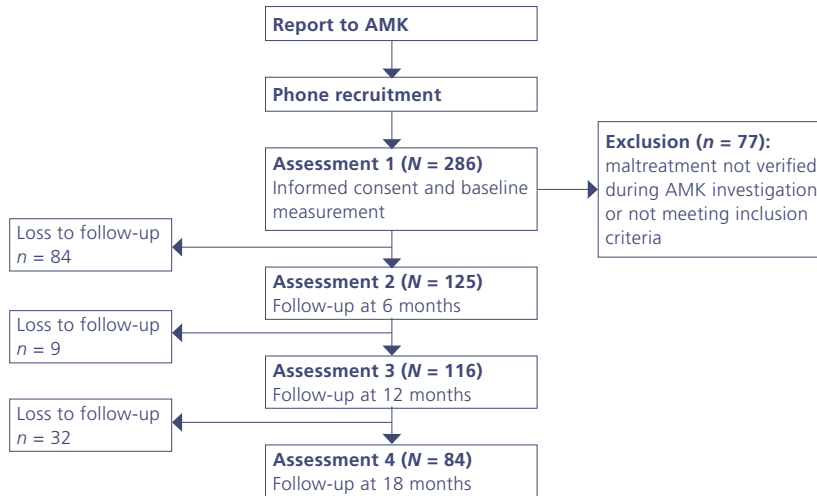 Report to AMK
Phone recruitment
Assessment 1 (N = 286)
Informed consent and baseline
measurement
Exclusion (n = 77):
maltreatment not verified
during AMK investigation
or not meeting inclusion
criteria
Loss to follow-up
n = 84
Assessment 2 (N = 125)
Follow-up at 6 months
Loss to follow-up
n = 9
Assessment 3 (N = 116)
Follow-up at 12 months
Loss to follow-up
n = 32
Assessment 4 (N = 84)
Follow-up at 18 months